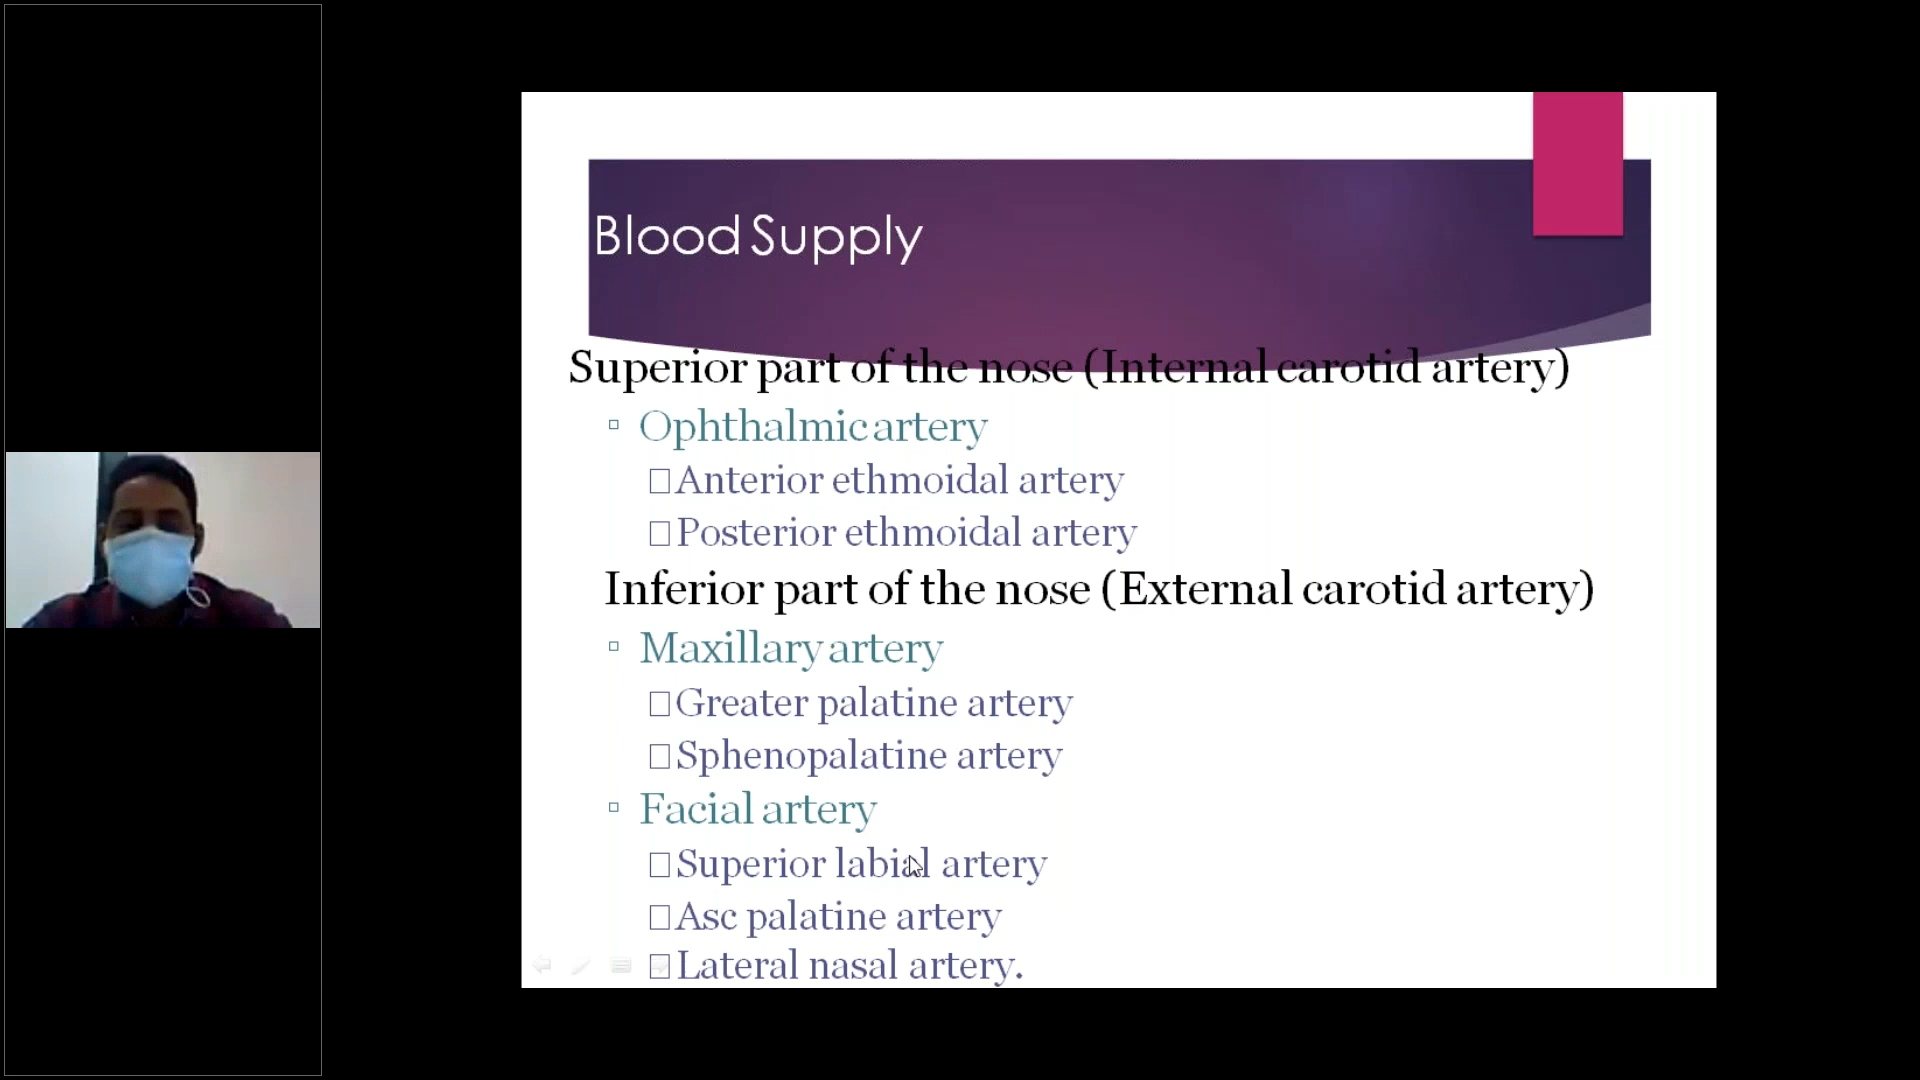 Blood Supply
Superior part of the nose (Internal carotid artery)
Ophthalmic artery
Anterior ethmoidal artery
Posterior ethmoidal artery
Inferior part of the nose (External carotid artery)
Maxillary artery
Greater palatine artery
Sphenopalatine artery
Facial artery
Superior labial artery
Asc palatine artery
Lateral nasal artery.